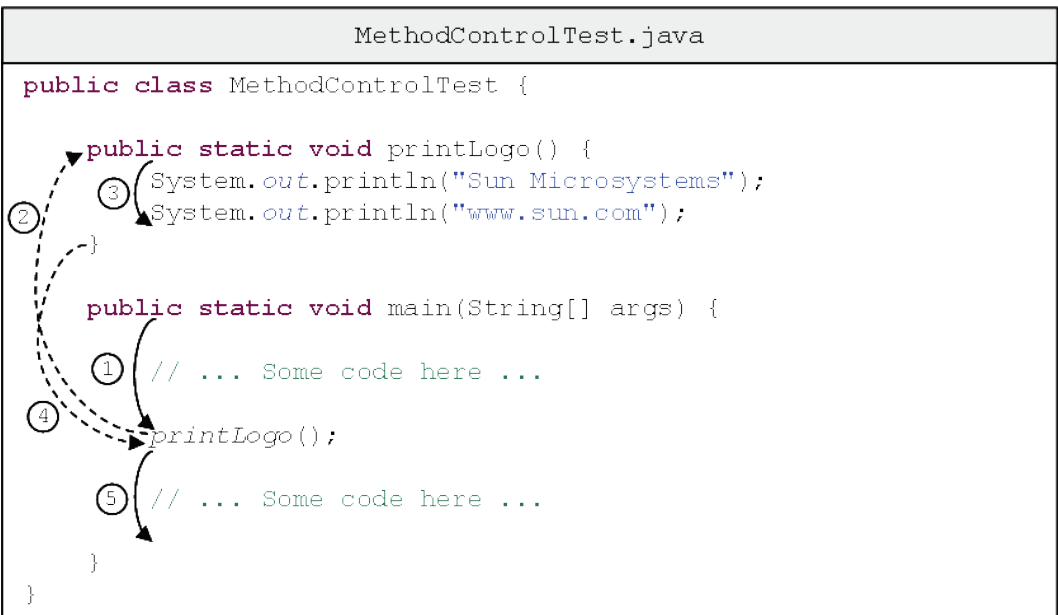 MethodControlTest.java
public class MethodControlTest {
public static void printLogo() {
3 System.out.println("Sun Microsystems");
2 System.out.println("www.sun.com");
}
public static void main(String[] args) {
1 // ... Some code here ...
4
printLogo();
5 // ... Some code here ...
}
}